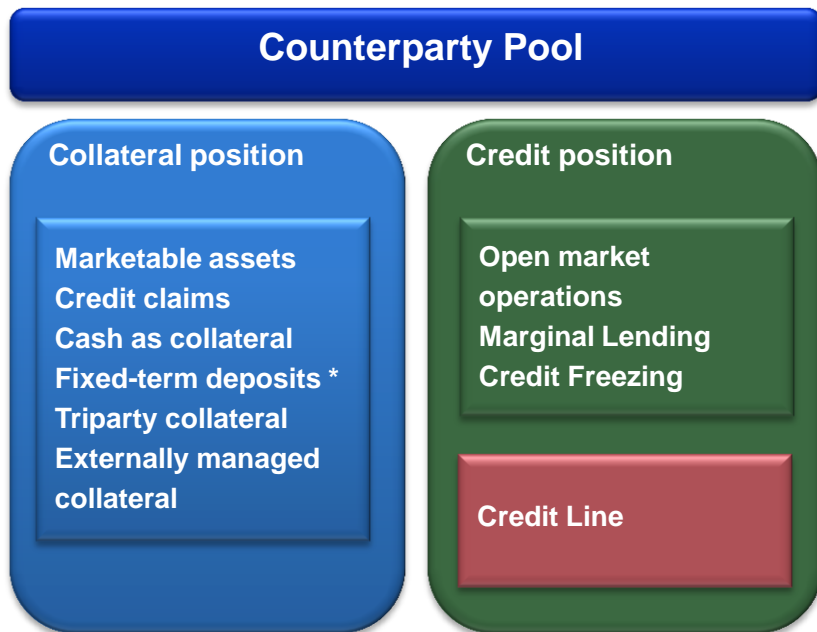 Counterparty Pool
Collateral position
Marketable assets
Credit claims
Cash as collateral
Fixed-term deposits *
Triparty collateral
Externally managed
collateral
Credit position
Open market
operations
Marginal Lending
Credit Freezing
Credit Line